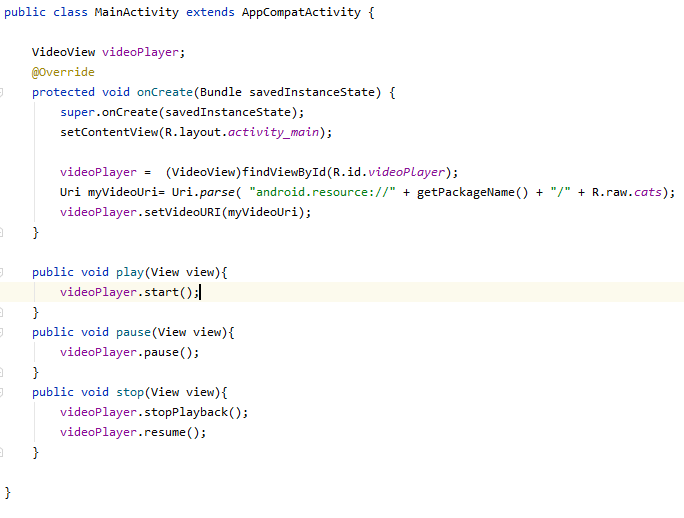 public class MainActivity extends AppCompatActivity {
VideoView videoPlayer;
@Override
protected void onCreate(Bundle savedInstanceState) {
super.onCreate(savedInstanceState);
setContentView(R.layout.activity_main);
videoPlayer =  (VideoView)findViewById(R.id.videoPlayer);
Uri myVideoUri= Uri.parse( "android.resource://" + getPackageName() + "/" + R.raw.cats);
videoPlayer.setVideoURI(myVideoUri);
}
public void play(View view){
videoPlayer.start();
}
public void pause(View view){
videoPlayer.pause();
}
public void stop(View view){
videoPlayer.stopPlayback();
videoPlayer.resume();
}
}